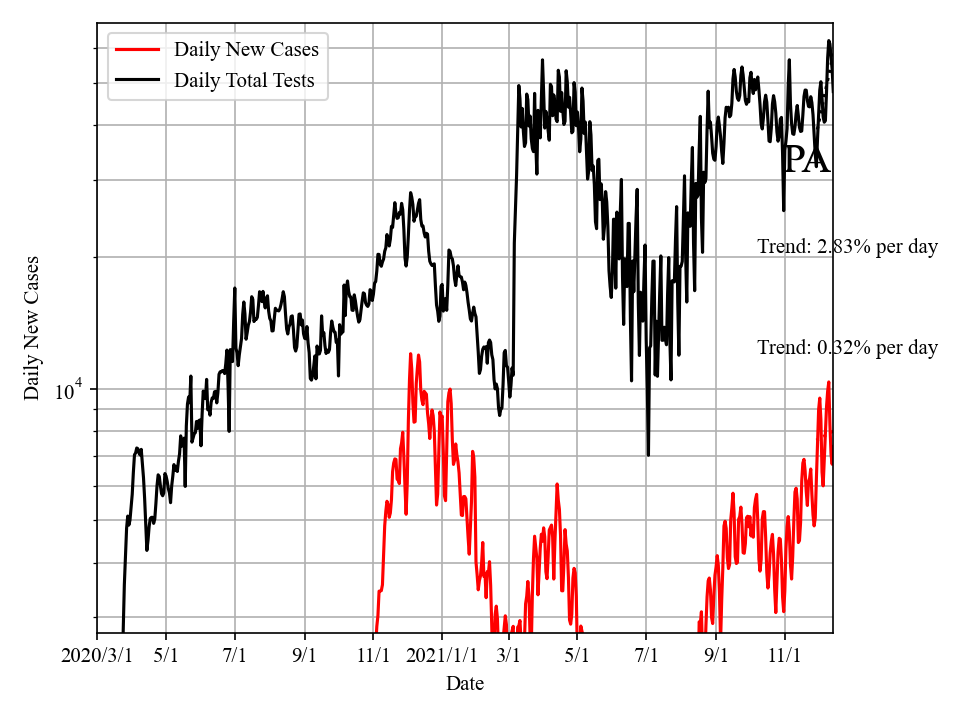 Daily New Cases
Daily Total Tests
PA
Trend: 2.83% per day
Trend: 0.32% per day
Daily New Cases
10^4
2020/3/1 5/1 7/1 9/1 11/1 2021/1/1 3/1 5/1 7/1 9/1 11/1
Date